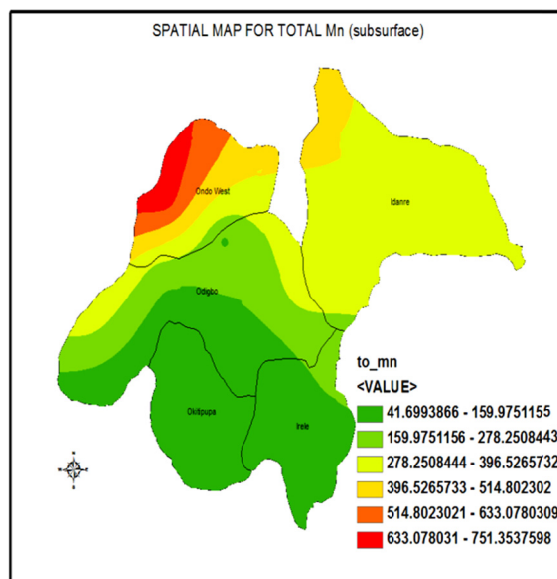 SPATIAL MAP FOR TOTAL Mn (subsurface)
Ondo West
Idanre
Odigbo
Okitipupa
Irele
to_mn
<VALUE>
41.6993866 - 159.9751155
159.9751156 - 278.2508443
278.2508444 - 396.5265732
396.5265733 - 514.802302
514.8023021 - 633.0780309
633.078031 - 751.3537598